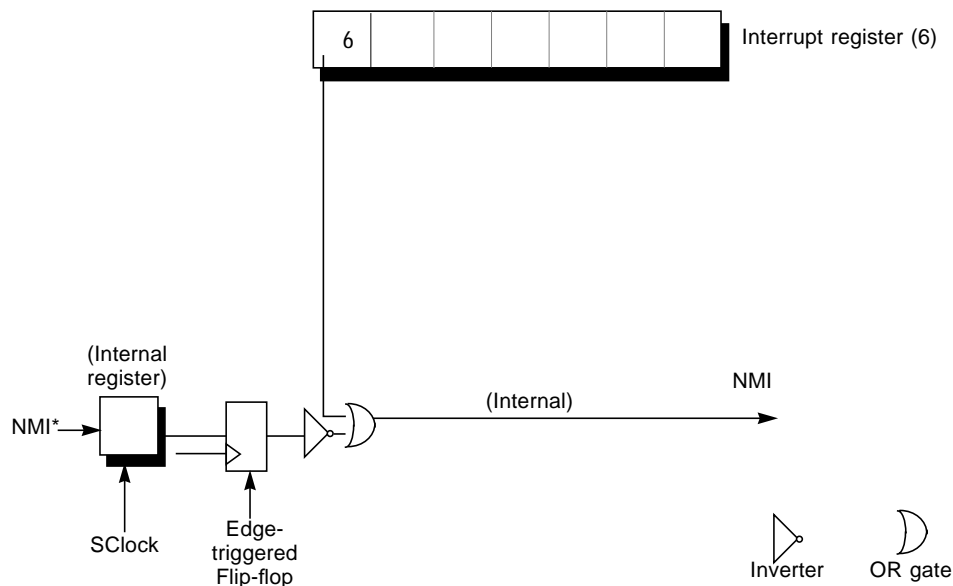 6
Interrupt register (6)
(Internal
register)
NMI*
SClock
Edge-
triggered
Flip-flop
(Internal)
NMI
Inverter
OR gate